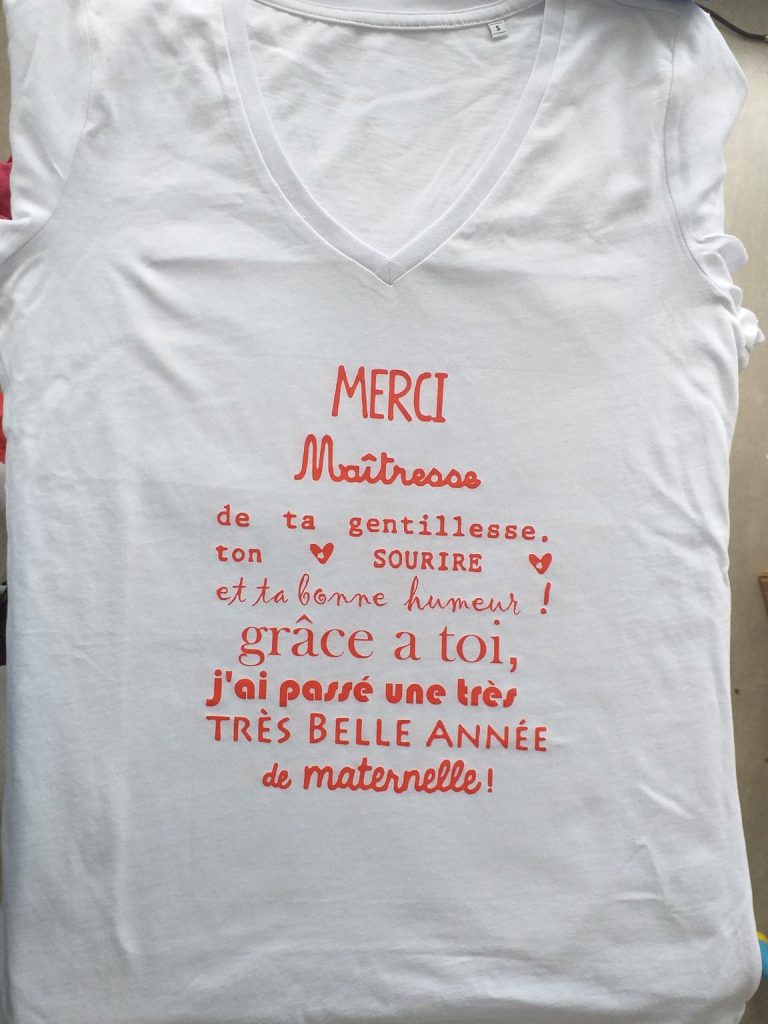 S
MERCI
Maîtresse
de ta gentillesse.
ton SOURIRE
et ta bonne humeur !
grâce a toi,
j'ai passé une très
TRÈS BELLE ANNÉE
de maternelle !